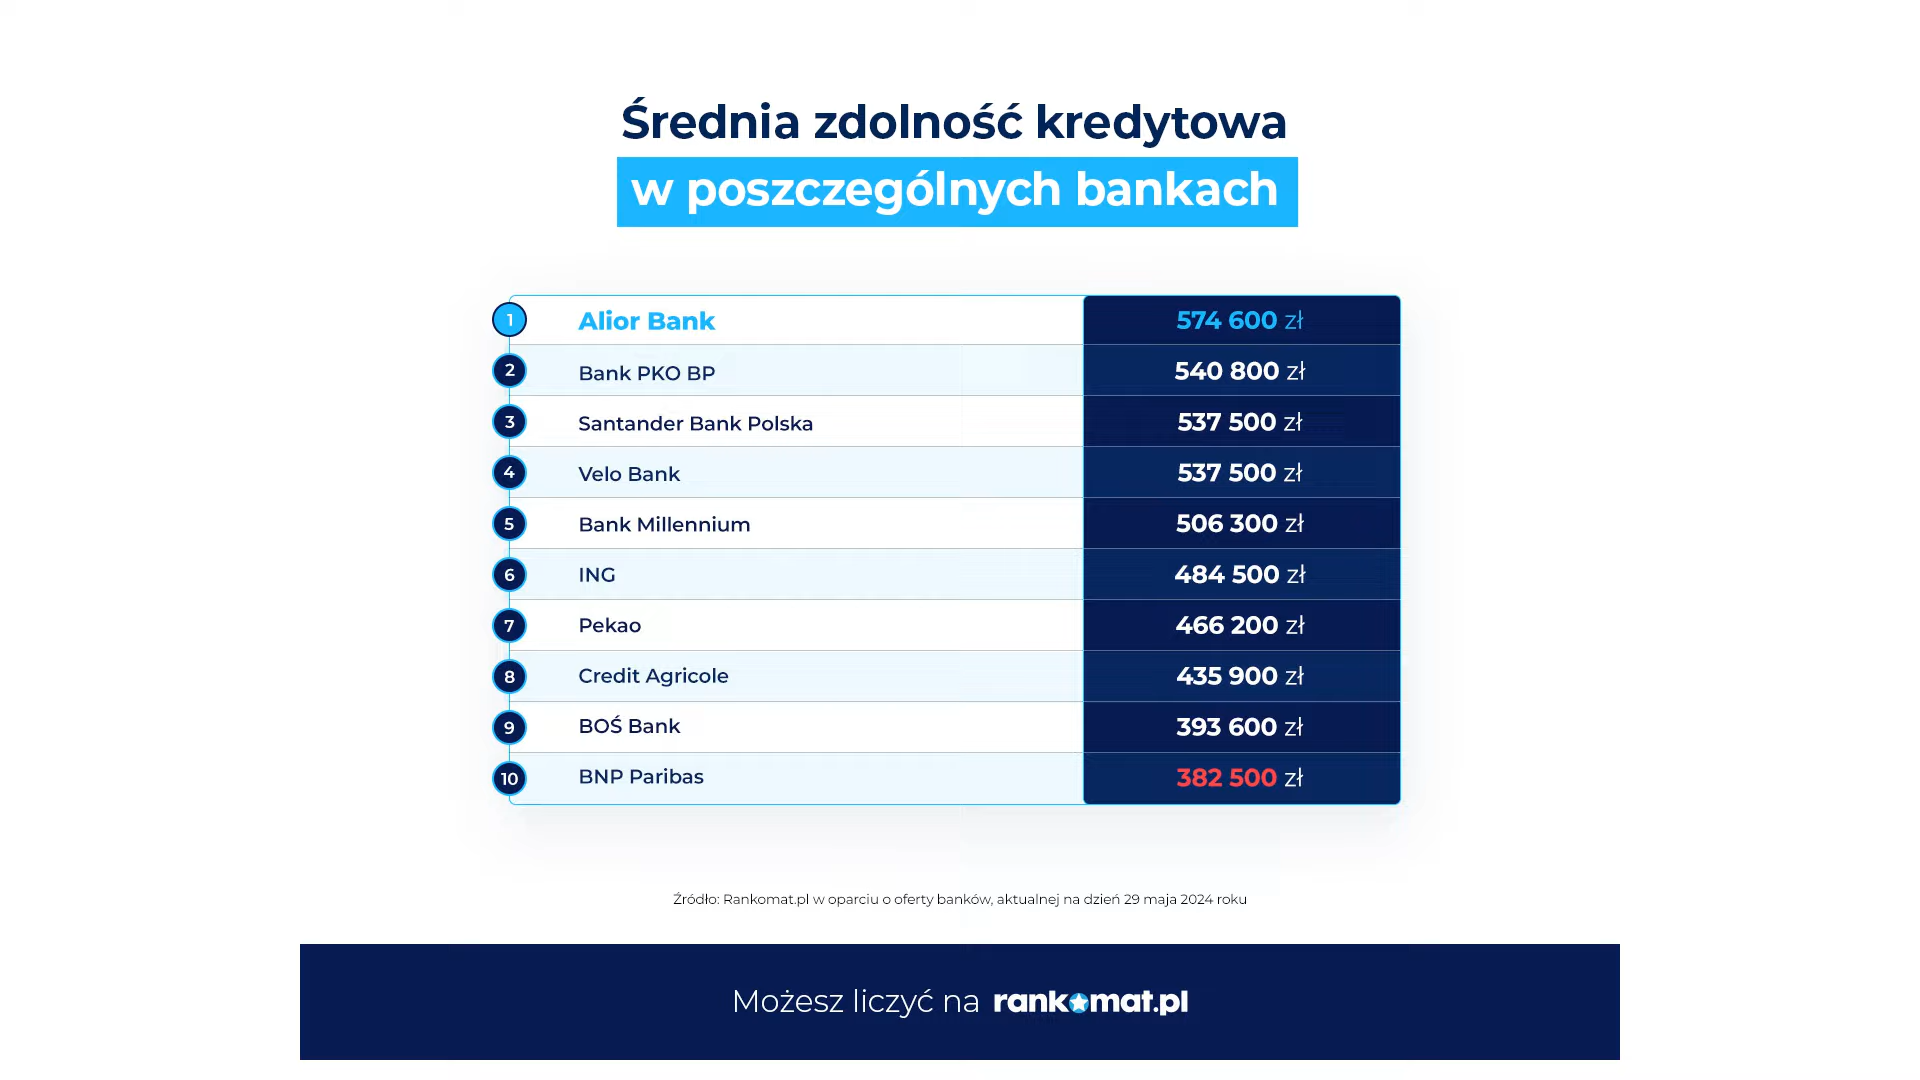 Średnia zdolność kredytowa
w poszczególnych bankach
1 Alior Bank 574 600 zł
2 Bank PKO BP 540 800 zł
3 Santander Bank Polska 537 500 zł
4 Velo Bank 537 500 zł
5 Bank Millennium 506 300 zł
6 ING 484 500 zł
7 Pekao 466 200 zł
8 Credit Agricole 435 900 zł
9 BOŚ Bank 393 600 zł
10 BNP Paribas 382 500 zł
Źródło: Rankomat.pl w oparciu o oferty banków, aktualnej na dzień 29 maja 2024 roku
Możesz liczyć na rankomat.pl